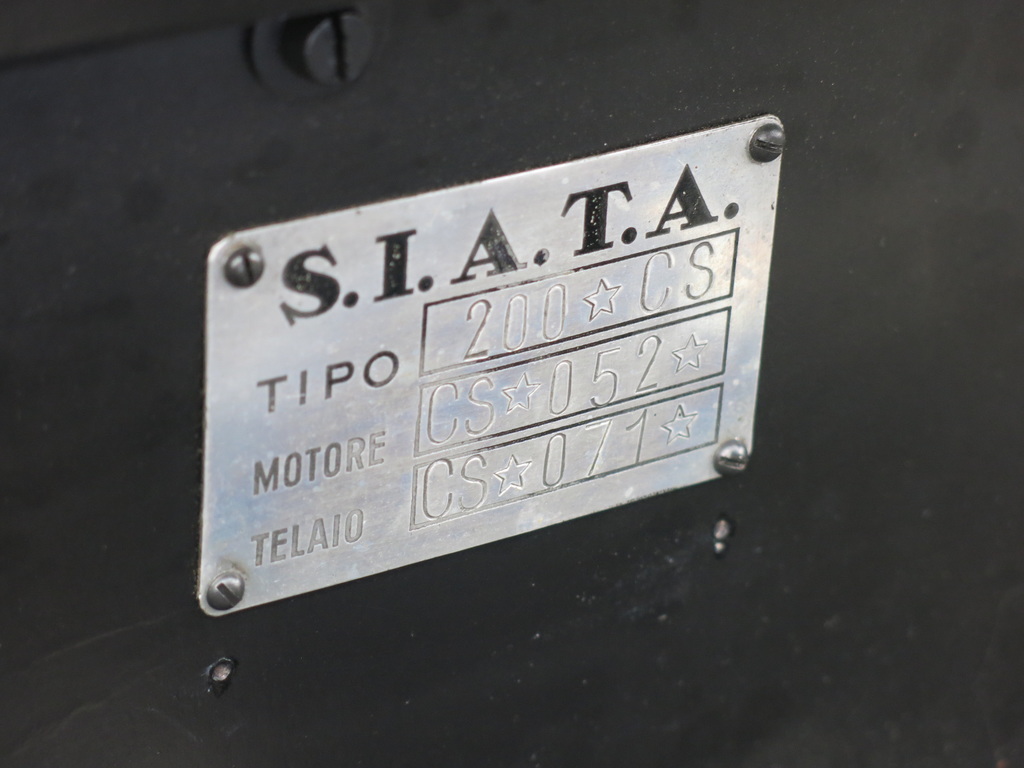 S.I.A.T.A.
TIPO 200☆CS
MOTORE CS☆052☆
TELAIO CS☆071☆